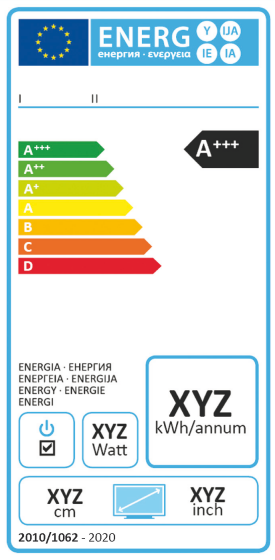 ENERG Y IJA IE IA
енергия · ενεργεια
I II
A+++
A+++
A++
A+
A
B
C
D
ENERGIA · ЕНЕРГИЯ
ΕΝΕΡΓΕΙΑ · ENERGIJA
ENERGY · ENERGIE
ENERGI
XYZ
Watt
XYZ
kWh/annum
XYZ
cm
XYZ
inch
2010/1062 - 2020